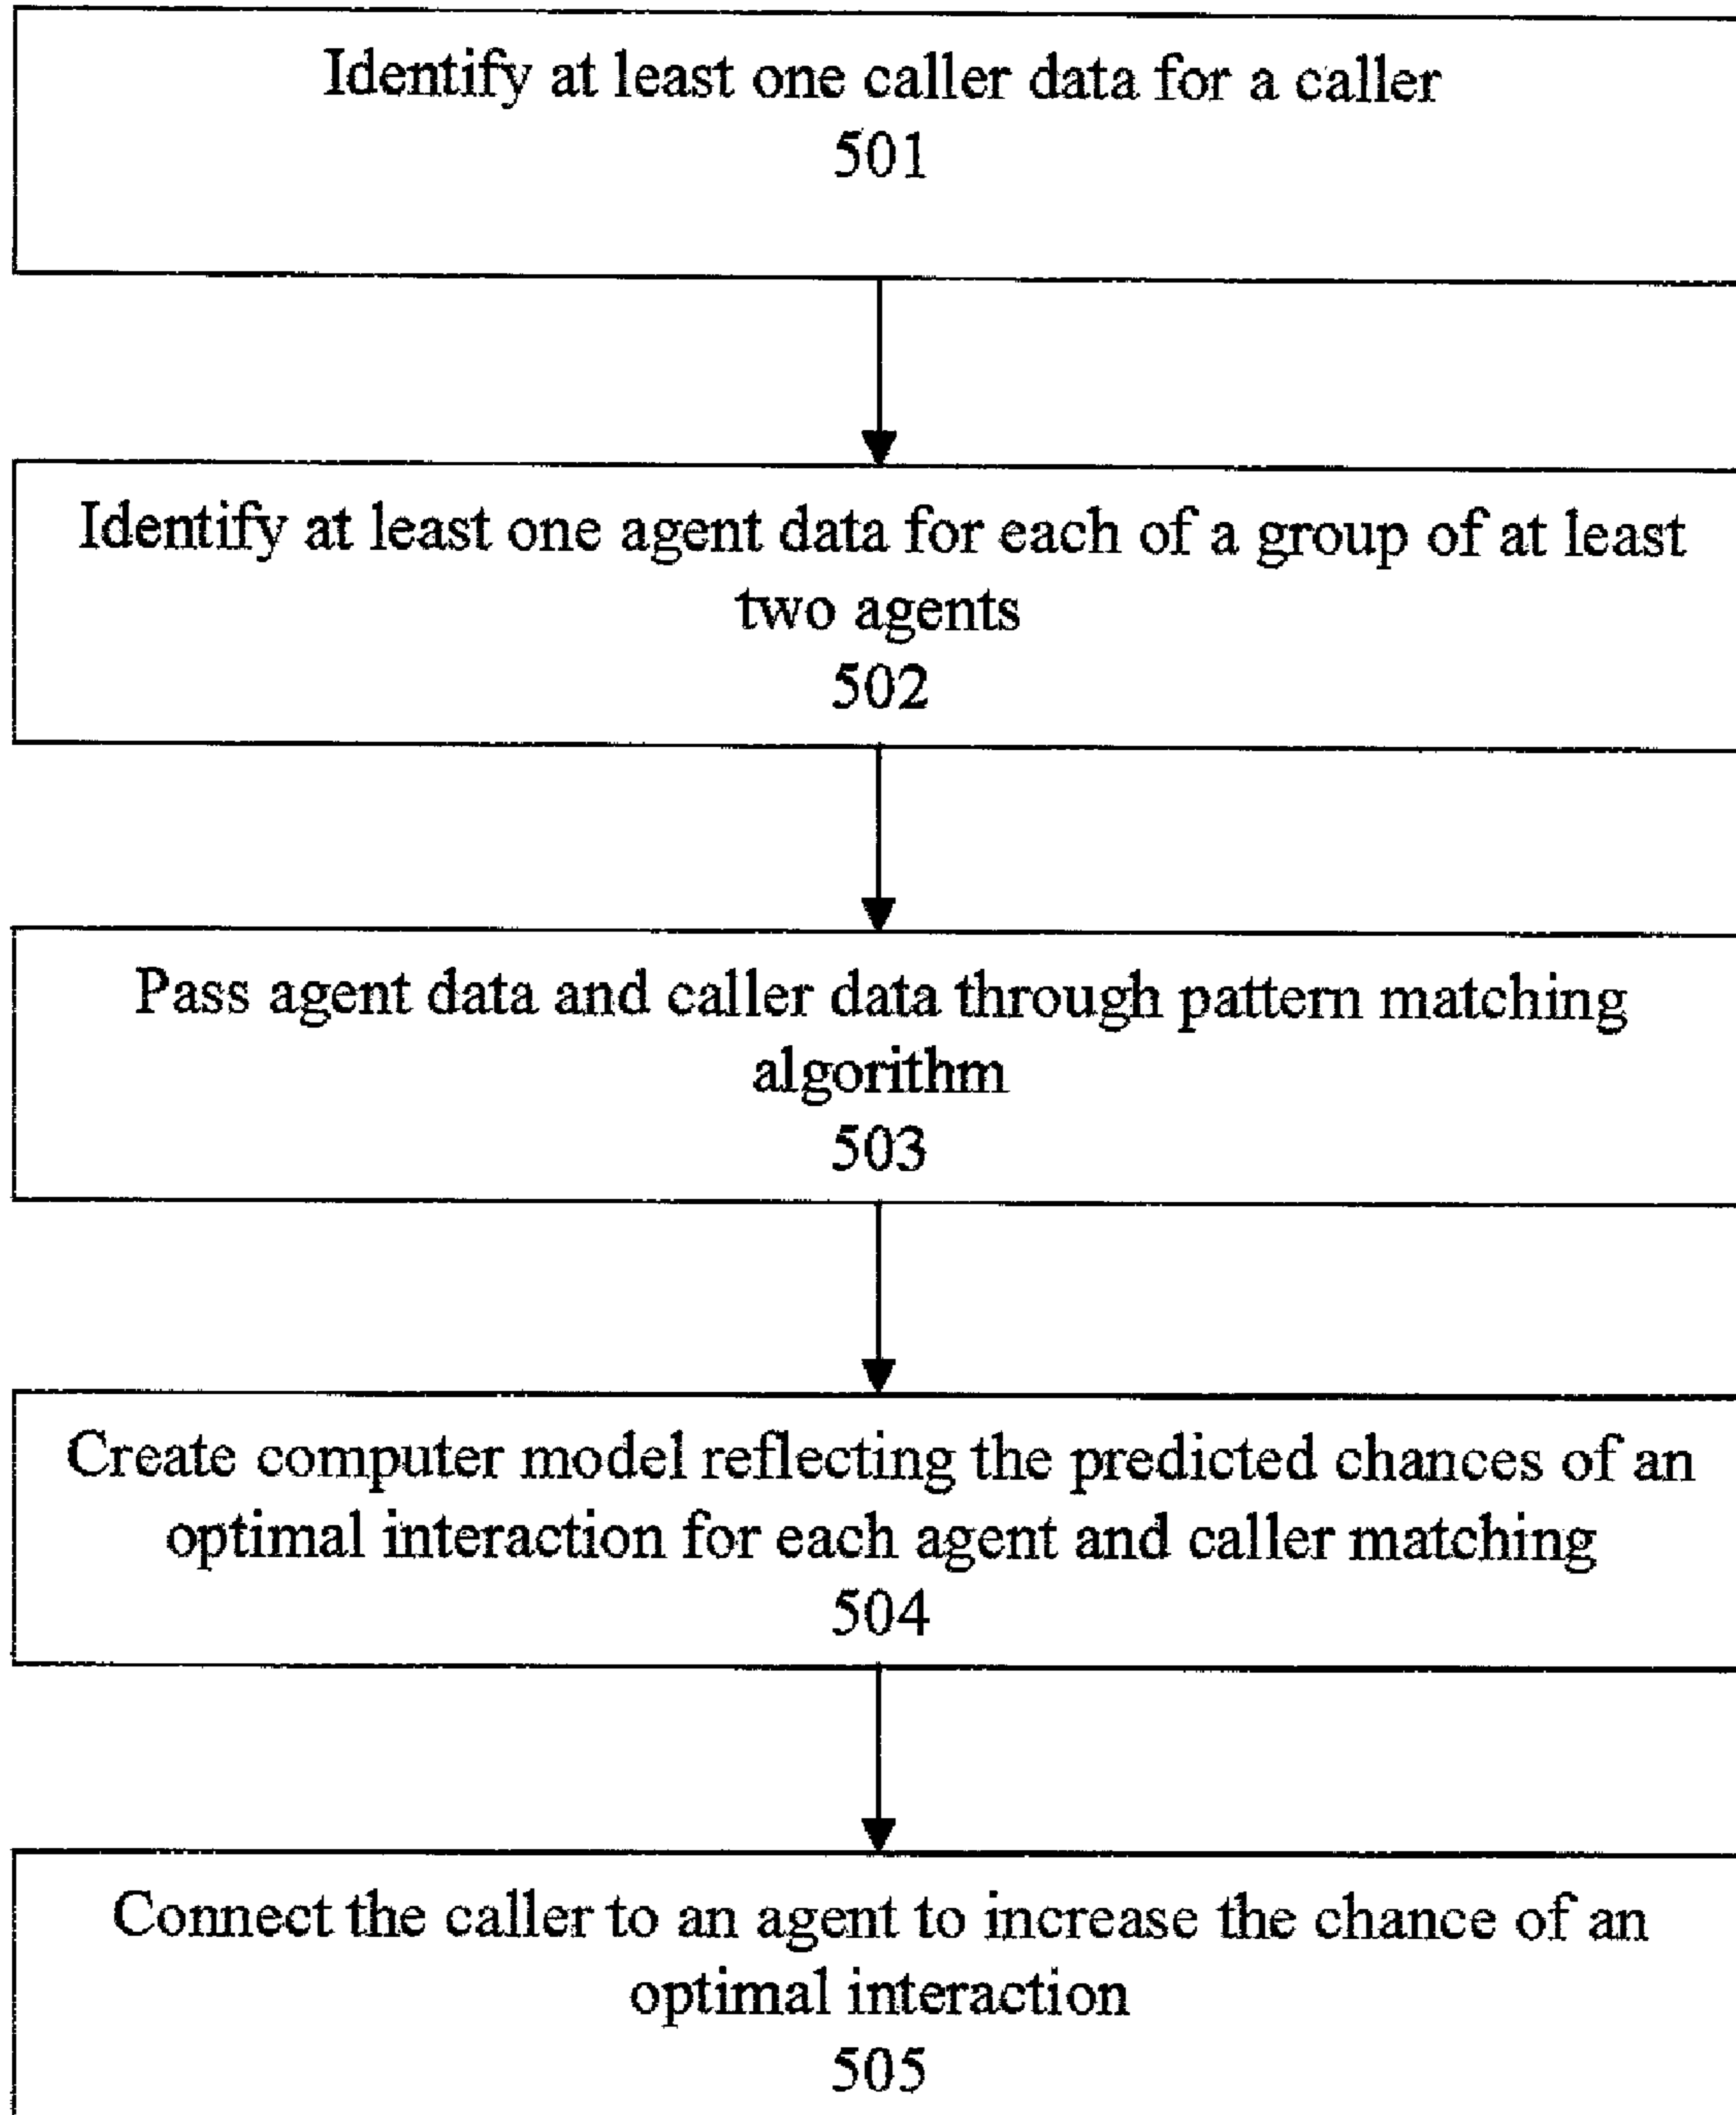 Identify at least one caller data for a caller
501
Identify at least one agent data for each of a group of at least
two agents
502
Pass agent data and caller data through pattern matching
algorithm
503
Create computer model reflecting the predicted chances of an
optimal interaction for each agent and caller matching
504
Connect the caller to an agent to increase the chance of an
optimal interaction
505